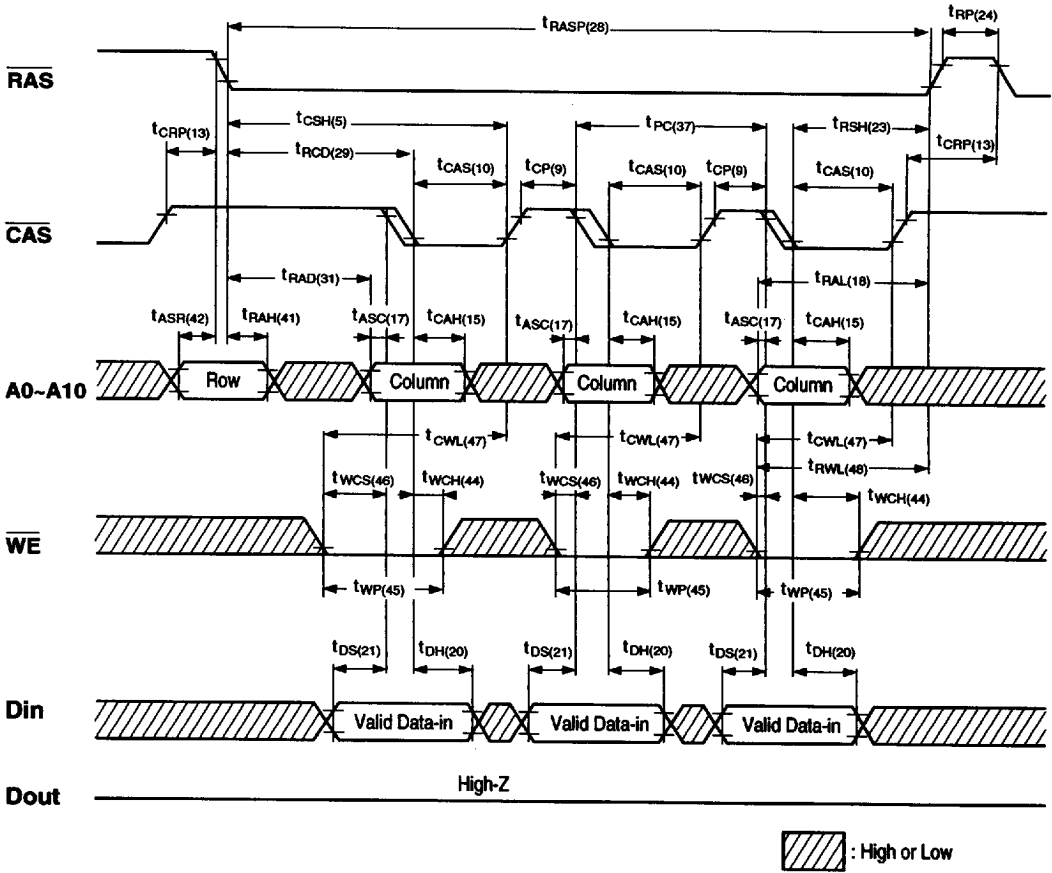 tRASP(28)
tRP(24)
RAS
tCRP(13)
tCSH(5)
tPC(37)
tRSH(23)
tRCD(29)
tCRP(13)
tCAS(10)
tCP(9)
tCAS(10)
tCP(9)
tCAS(10)
CAS
tRAD(31)
tRAL(18)
tASR(42)
tRAH(41)
tASC(17)
tCAH(15)
tASC(17)
tCAH(15)
tASC(17)
tCAH(15)
A0~A10
Row
Column
Column
Column
tCWL(47)
tCWL(47)
tCWL(47)
tRWL(48)
tWCS(46)
tWCH(44)
tWCS(46)
tWCH(44)
tWCS(46)
tWCH(44)
WE
tWP(45)
tWP(45)
tWP(45)
tDS(21)
tDH(20)
tDS(21)
tDH(20)
tDS(21)
tDH(20)
Din
Valid Data-in
Valid Data-in
Valid Data-in
Dout
High-Z
: High or Low